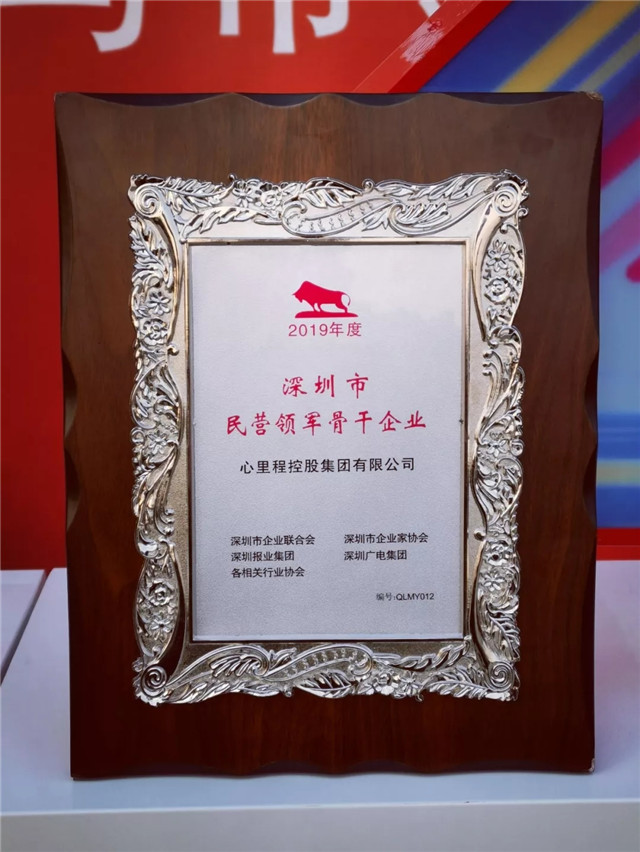 2019年度
深圳市
民营领军骨干企业
心里程控股集团有限公司
深圳市企业联合会 深圳市企业家协会
深圳报业集团 深圳广电集团
各相关行业协会
编号:QLMY012